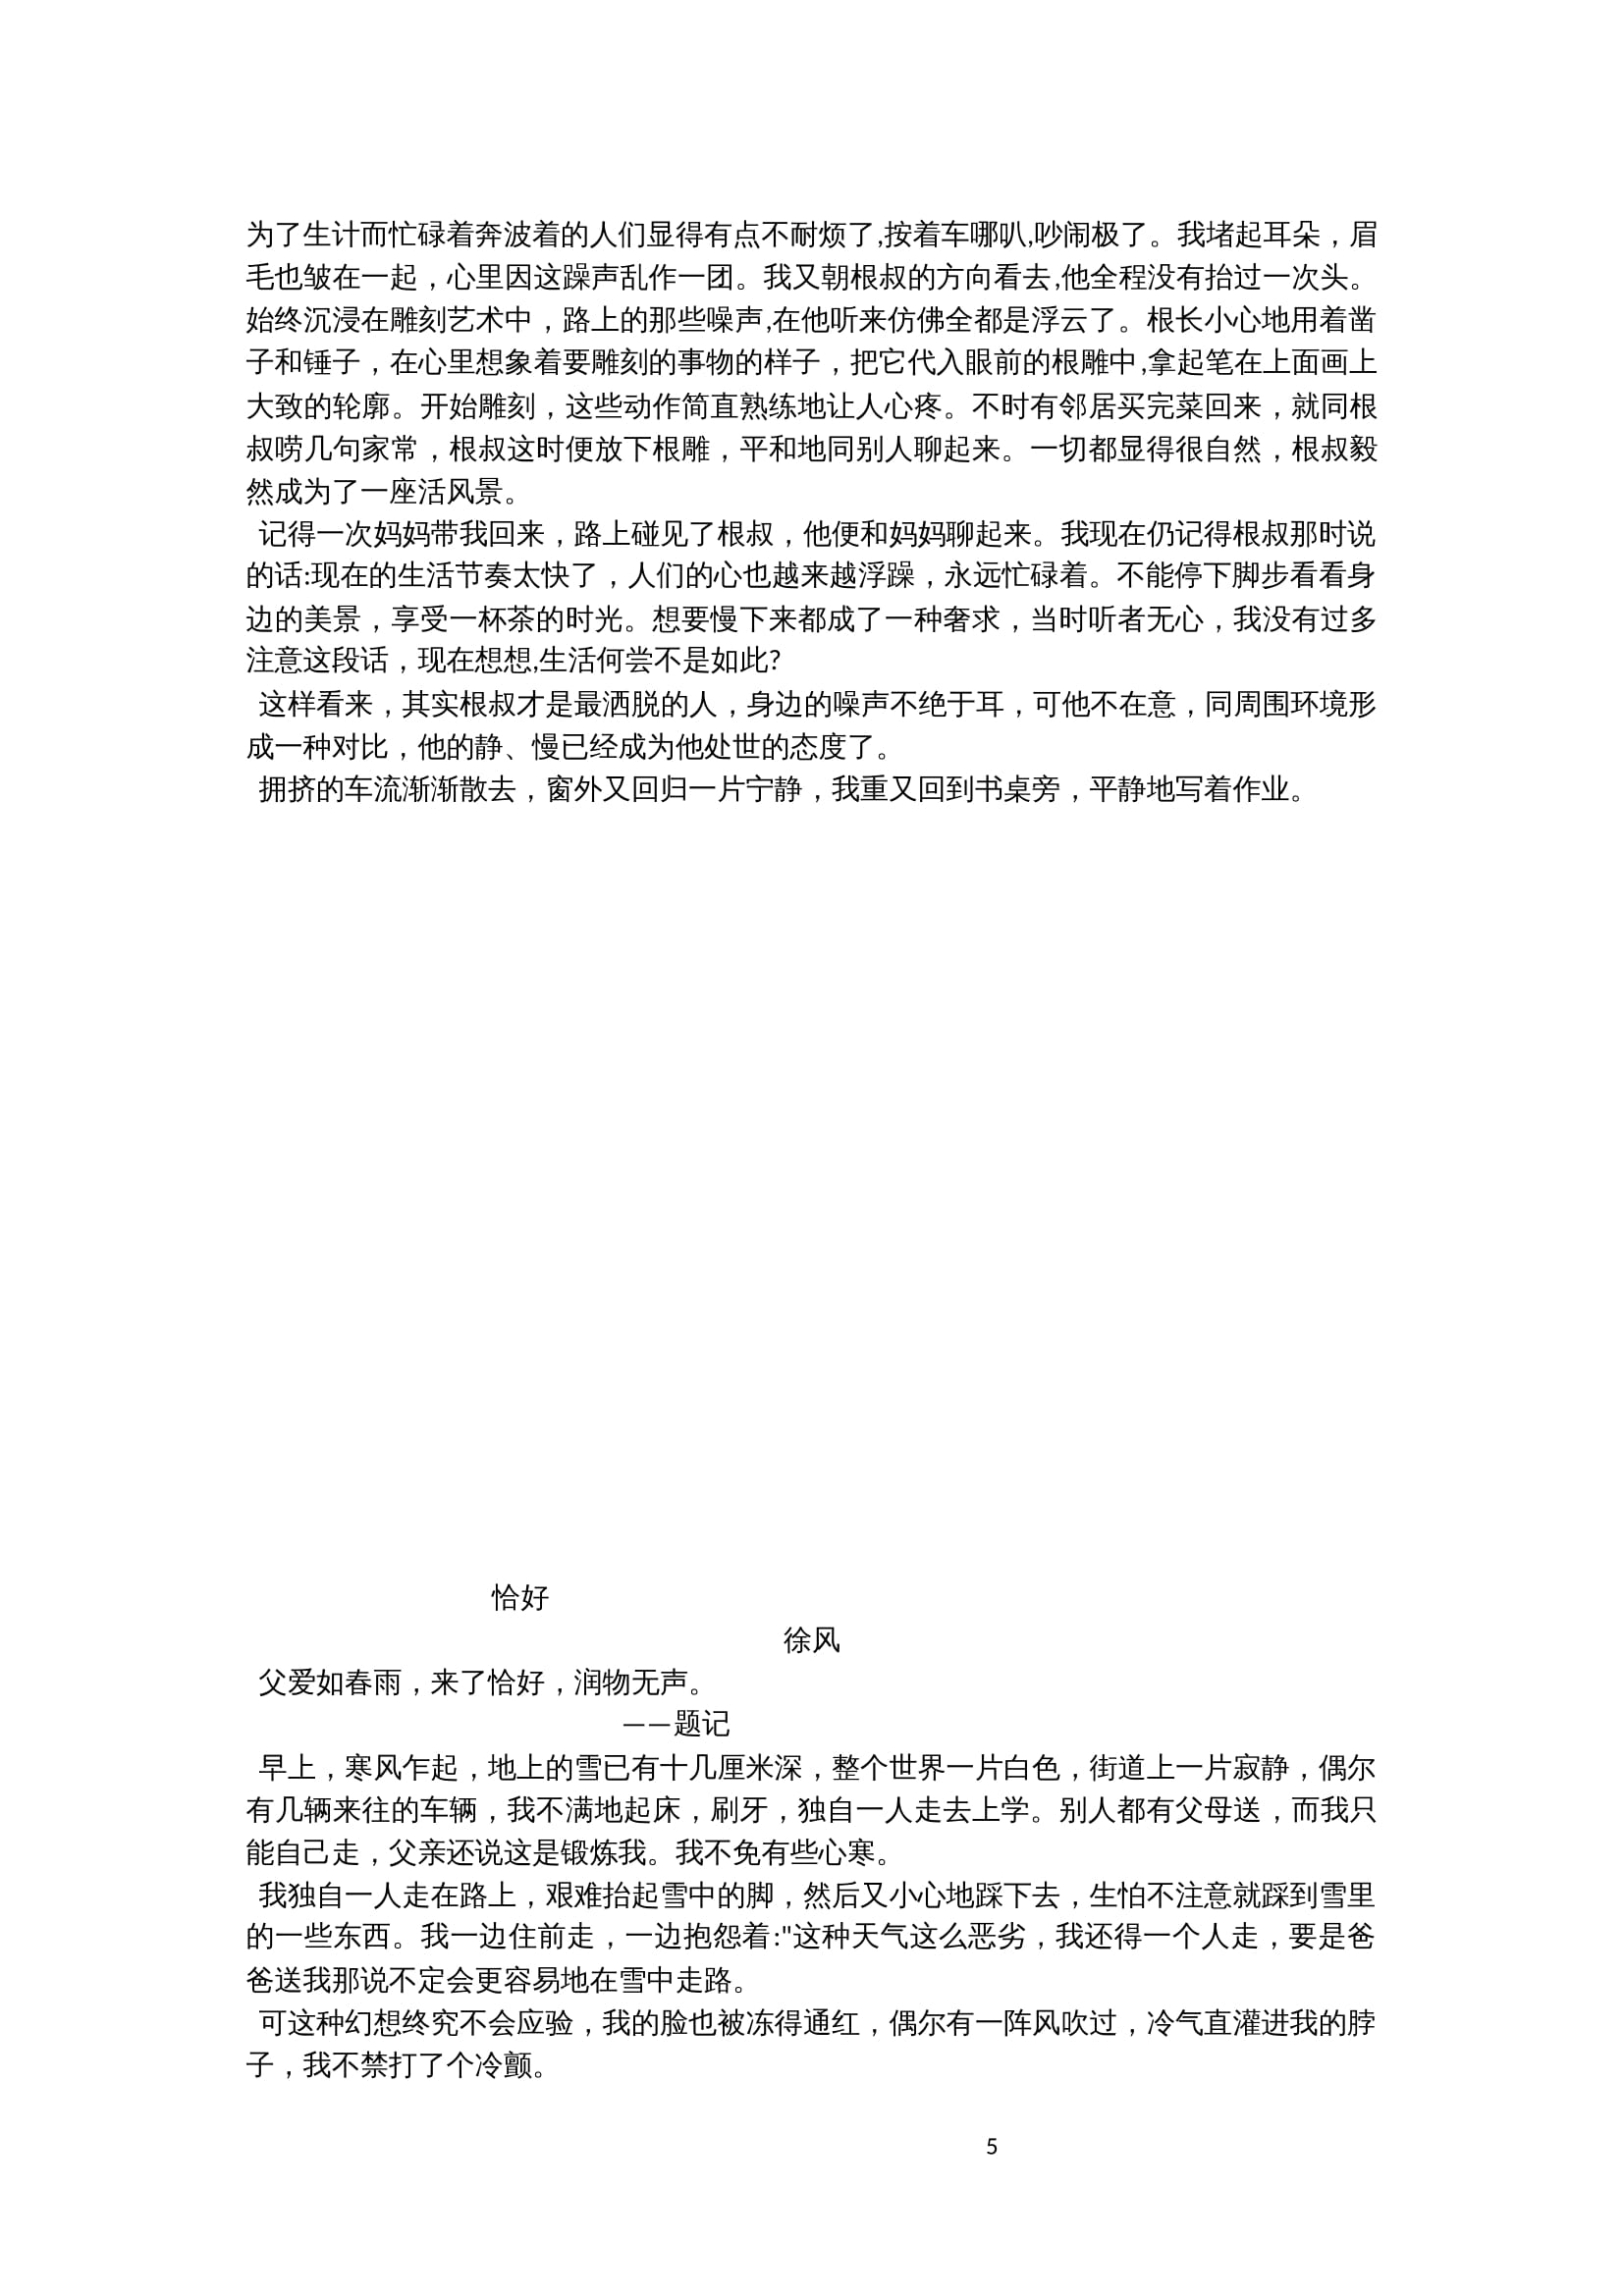 为了生计而忙碌着奔波着的人们显得有点不耐烦了,按着车哪叭,吵闹极了。我堵起耳朵，眉
毛也皱在一起，心里因这躁声乱作一团。我又朝根叔的方向看去,他全程没有抬过一次头。
始终沉浸在雕刻艺术中，路上的那些噪声,在他听来仿佛全都是浮云了。根长小心地用着凿
子和锤子，在心里想象着要雕刻的事物的样子，把它代入眼前的根雕中,拿起笔在上面画上
大致的轮廓。开始雕刻，这些动作简直熟练地让人心疼。不时有邻居买完菜回来，就同根
叔唠几句家常，根叔这时便放下根雕，平和地同别人聊起来。一切都显得很自然，根叔毅
然成为了一座活风景。
记得一次妈妈带我回来，路上碰见了根叔，他便和妈妈聊起来。我现在仍记得根叔那时说
的话:现在的生活节奏太快了，人们的心也越来越浮躁，永远忙碌着。不能停下脚步看看身
边的美景，享受一杯茶的时光。想要慢下来都成了一种奢求，当时听者无心，我没有过多
注意这段话，现在想想,生活何尝不是如此?
这样看来，其实根叔才是最洒脱的人，身边的噪声不绝于耳，可他不在意，同周围环境形
成一种对比，他的静、慢已经成为他处世的态度了。
拥挤的车流渐渐散去，窗外又回归一片宁静，我重又回到书桌旁，平静地写着作业。
恰好
徐风
父爱如春雨，来了恰好，润物无声。
——题记
早上，寒风乍起，地上的雪已有十几厘米深，整个世界一片白色，街道上一片寂静，偶尔
有几辆来往的车辆，我不满地起床，刷牙，独自一人走去上学。别人都有父母送，而我只
能自己走，父亲还说这是锻炼我。我不免有些心寒。
我独自一人走在路上，艰难抬起雪中的脚，然后又小心地踩下去，生怕不注意就踩到雪里
的一些东西。我一边住前走，一边抱怨着:"这种天气这么恶劣，我还得一个人走，要是爸
爸送我那说不定会更容易地在雪中走路。
可这种幻想终究不会应验，我的脸也被冻得通红，偶尔有一阵风吹过，冷气直灌进我的脖
子，我不禁打了个冷颤。
5